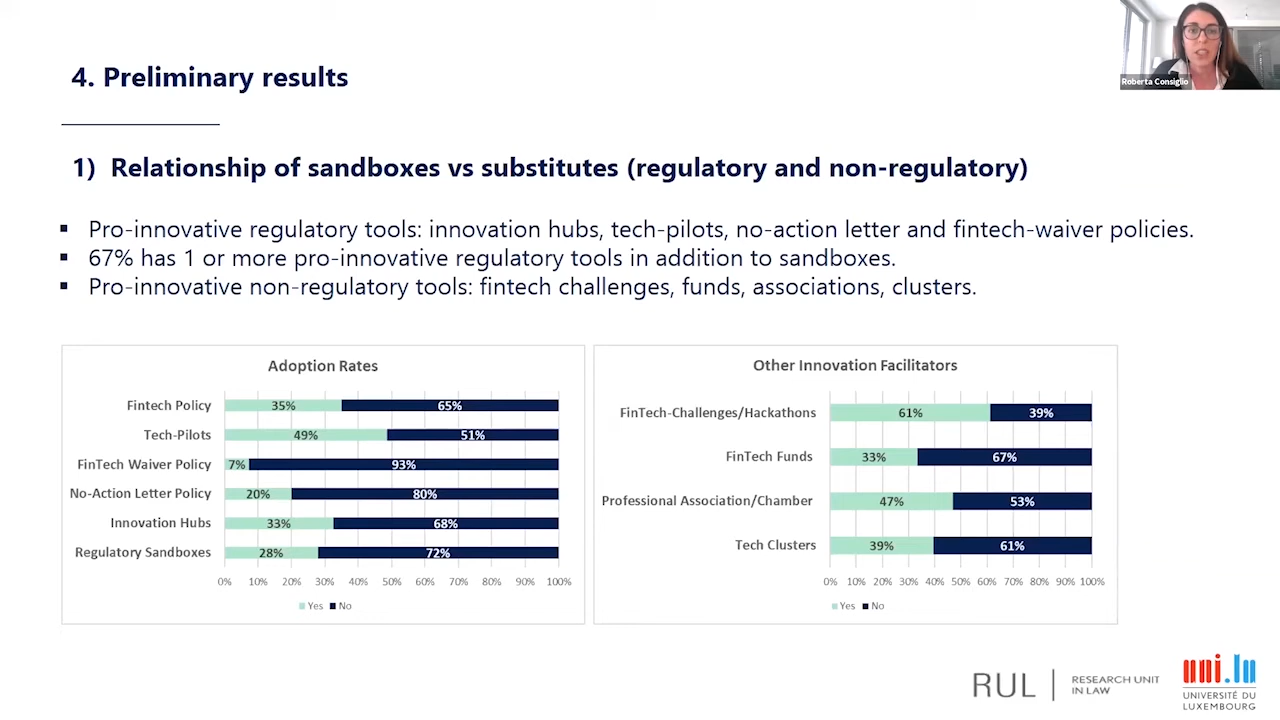 4. Preliminary results
Roberta Consiglio
1) Relationship of sandboxes vs substitutes (regulatory and non-regulatory)
▪ Pro-innovative regulatory tools: innovation hubs, tech-pilots, no-action letter and fintech-waiver policies.
▪ 67% has 1 or more pro-innovative regulatory tools in addition to sandboxes.
▪ Pro-innovative non-regulatory tools: fintech challenges, funds, associations, clusters.
Adoption Rates
Fintech Policy 35% 65%
Tech-Pilots 49% 51%
FinTech Waiver Policy 7% 93%
No-Action Letter Policy 20% 80%
Innovation Hubs 33% 68%
Regulatory Sandboxes 28% 72%
0% 10% 20% 30% 40% 50% 60% 70% 80% 90% 100%
Yes No
Other Innovation Facilitators
FinTech-Challenges/Hackathons 61% 39%
FinTech Funds 33% 67%
Professional Association/Chamber 47% 53%
Tech Clusters 39% 61%
0% 10% 20% 30% 40% 50% 60% 70% 80% 90% 100%
Yes No
RUL
RESEARCH UNIT
IN LAW
uni.lu
UNIVERSITÉ DU
LUXEMBOURG